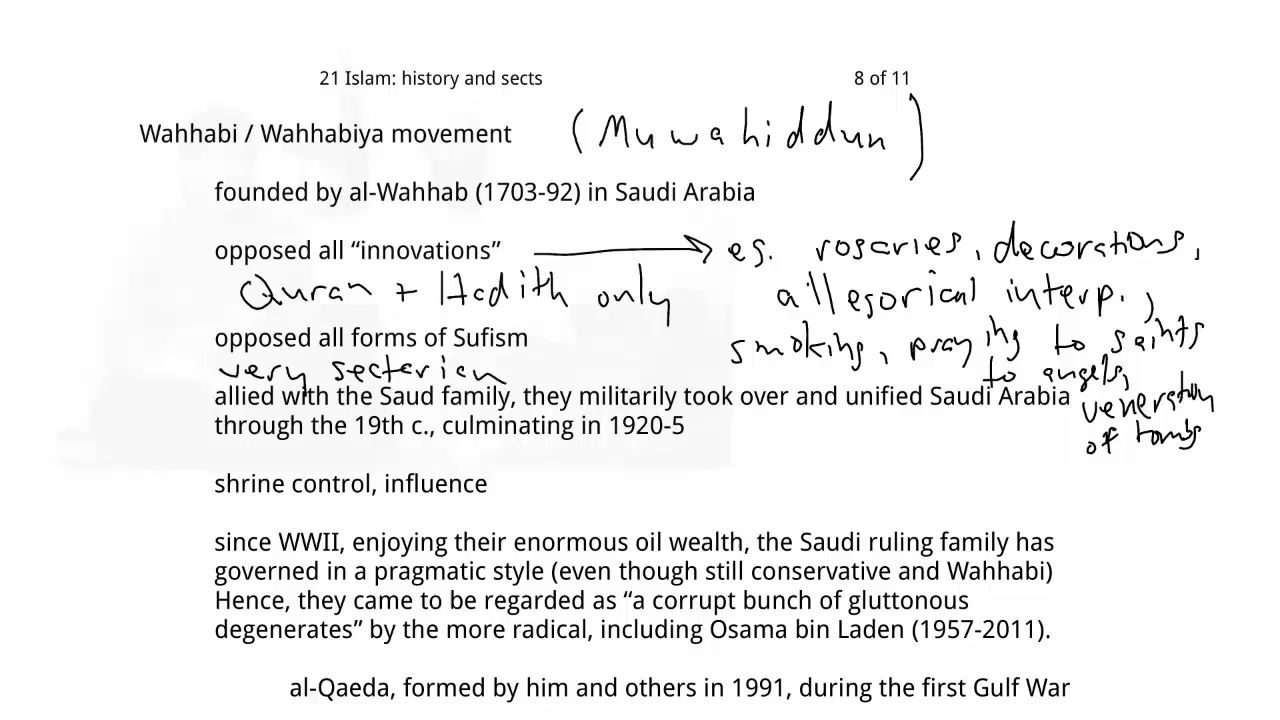 21 Islam: history and sects 8 of 11
Wahhabi / Wahhabiya movement (Muwahiddun)
founded by al-Wahhab (1703-92) in Saudi Arabia
opposed all “innovations” → eg. rosaries, decorations,
Quran + Hadith only allegorical interp.,
opposed all forms of Sufism smoking, praying to saints
very secterian to angels,
allied with the Saud family, they militarily took over and unified Saudi Arabia veneration
through the 19th c., culminating in 1920-5 of tombs
shrine control, influence
since WWII, enjoying their enormous oil wealth, the Saudi ruling family has
governed in a pragmatic style (even though still conservative and Wahhabi)
Hence, they came to be regarded as “a corrupt bunch of gluttonous
degenerates” by the more radical, including Osama bin Laden (1957-2011).
al-Qaeda, formed by him and others in 1991, during the first Gulf War